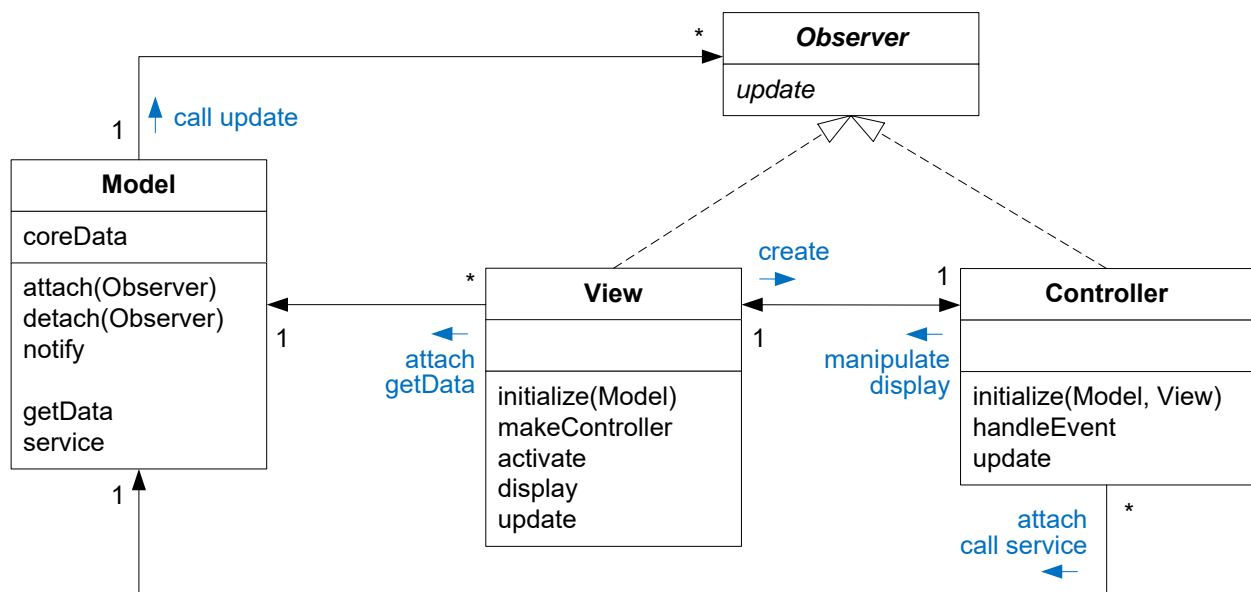 *
Observer
update
call update
1
Model
coreData
attach(Observer)
detach(Observer)
notify
getData
service
1
*
1
attach
getData
View
initialize(Model)
makeController
activate
display
update
create
1
1
manipulate
display
Controller
initialize(Model, View)
handleEvent
update
*
attach
call service